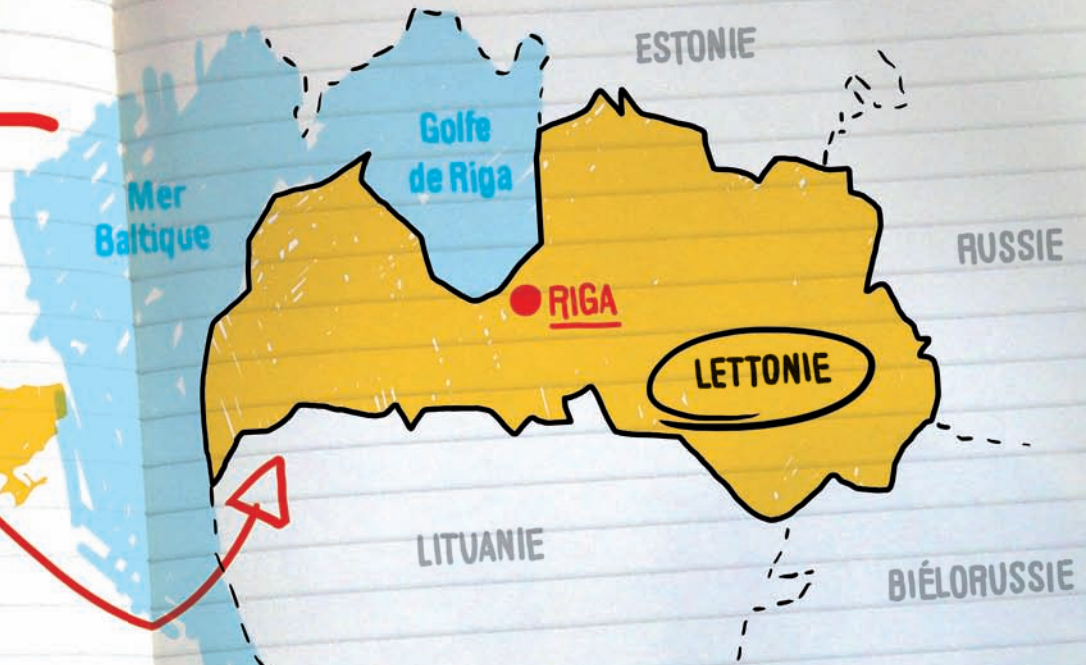 ESTONIE
Golfe
de Riga
Mer
Baltique
RUSSIE
RIGA
LETTONIE
LITUANIE
BIÉLORUSSIE